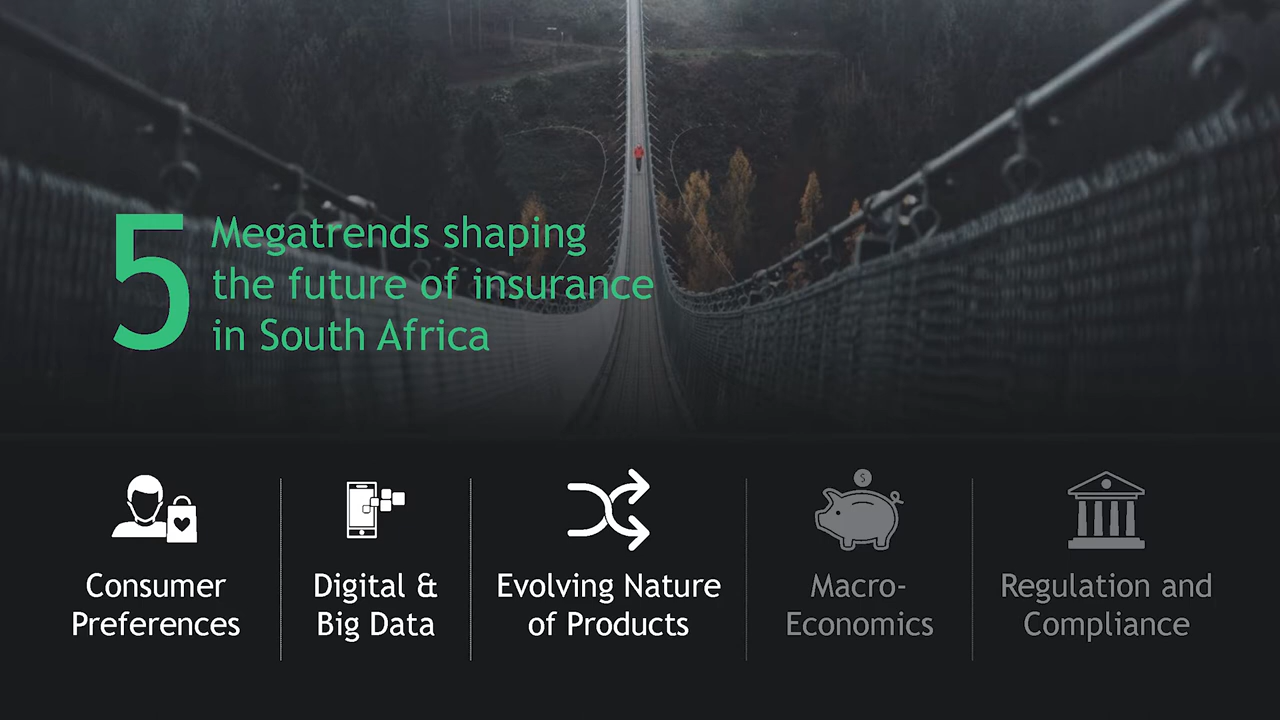 5
Megatrends shaping
the future of insurance
in South Africa
Consumer
Preferences
Digital &
Big Data
Evolving Nature
of Products
Macro-
Economics
Regulation and
Compliance